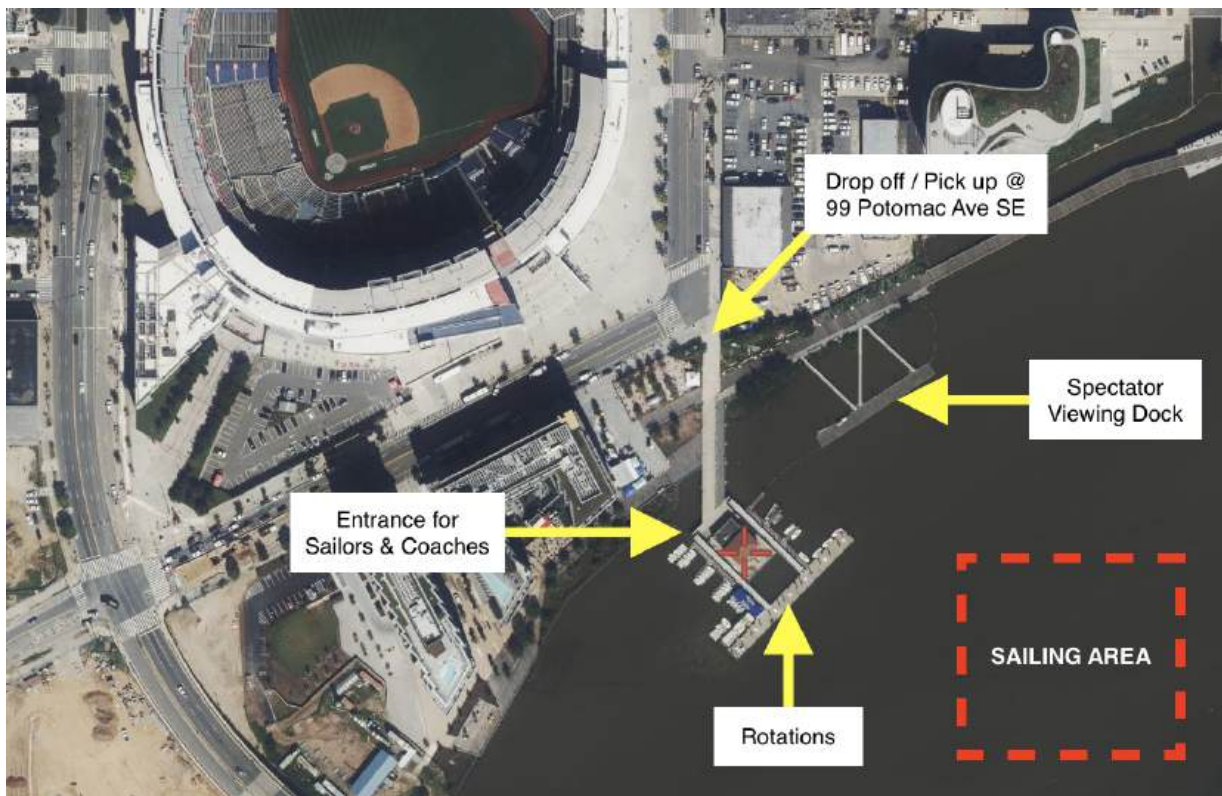 Drop off / Pick up @
99 Potomac Ave SE
Spectator
Viewing Dock
Entrance for
Sailors & Coaches
SAILING AREA
Rotations